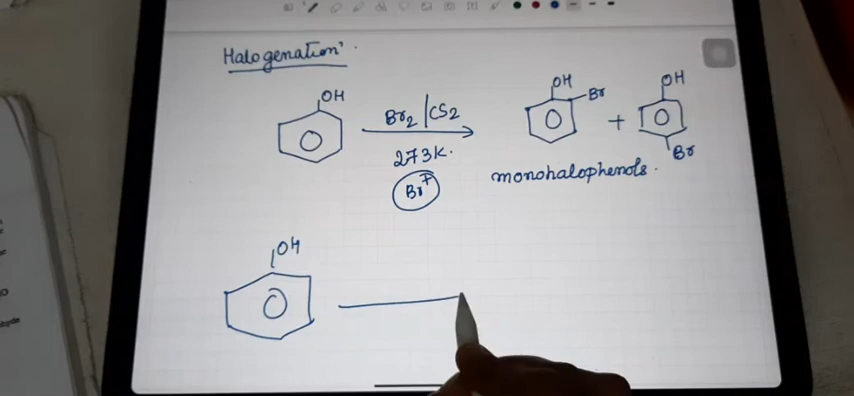 Halogenation
OH
Br2/CS2
273K.
Br+
OH
Br
+
OH
Br
monohalophenols.
OH